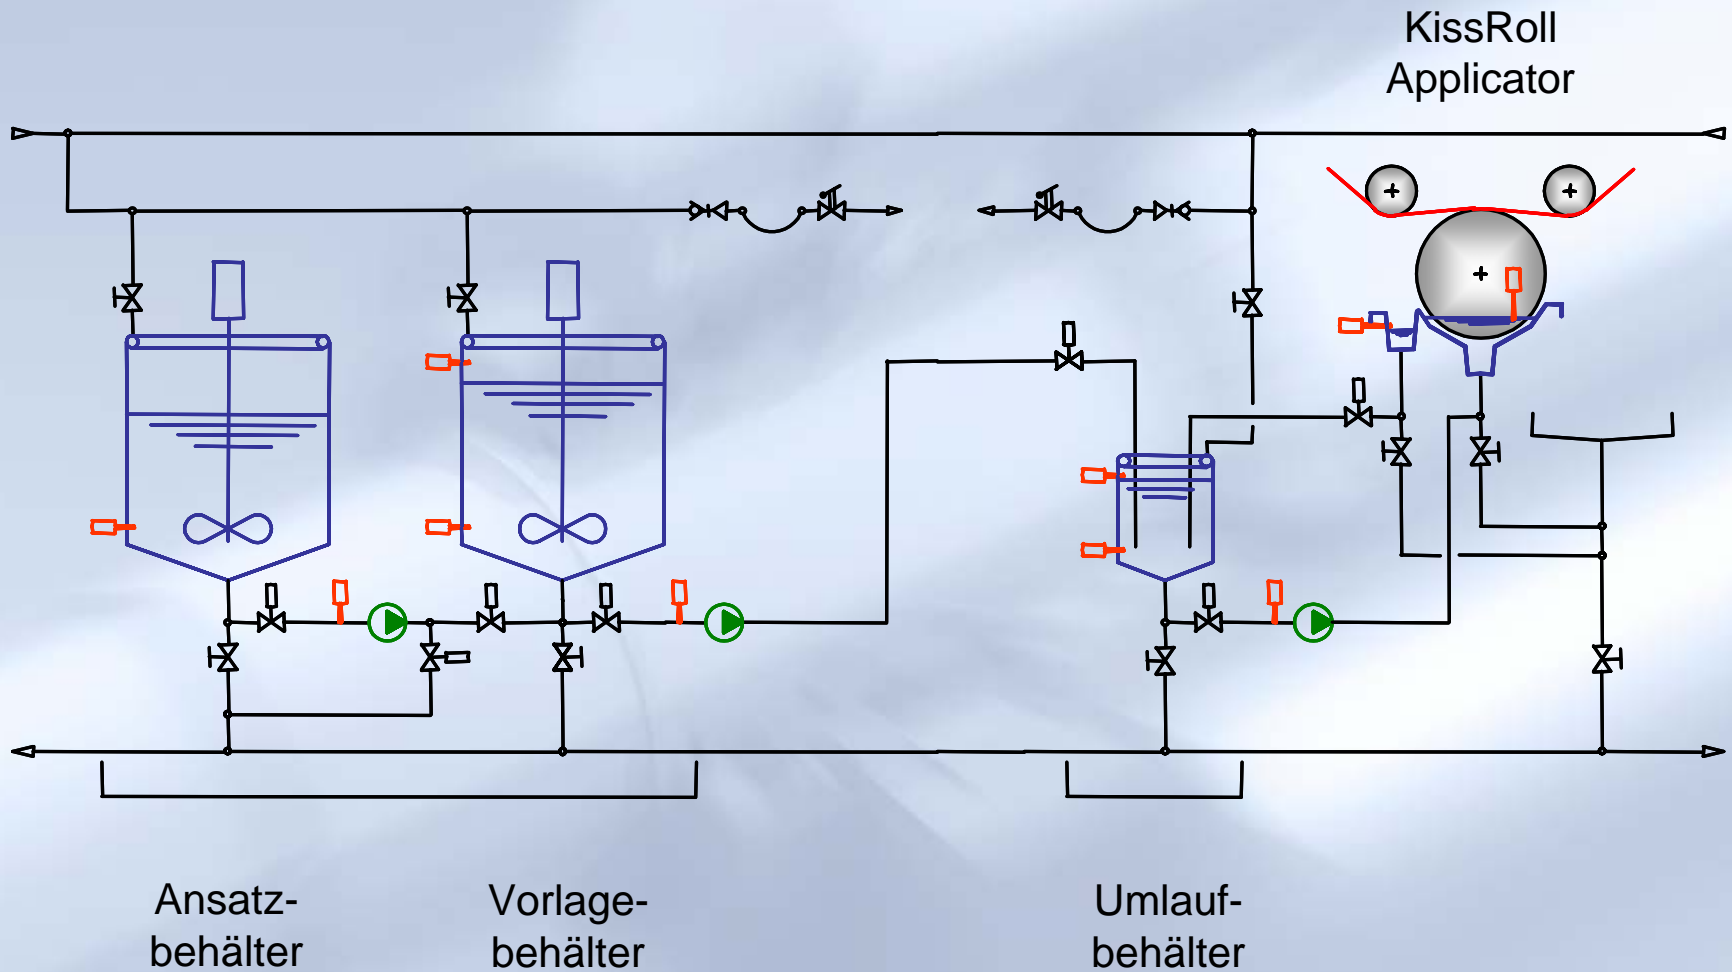 KissRoll
Applicator
Ansatz-
behälter
Vorlage-
behälter
Umlauf-
behälter